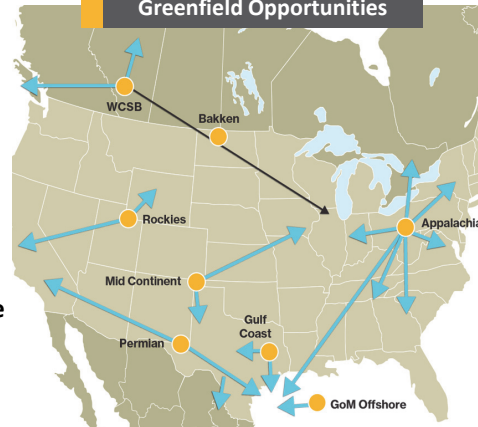 Greenfield Opportunities
WCSB
Bakken
Rockies
Appalachia
Mid Continent
Gulf
Coast
e
Permian
GoM Offshore